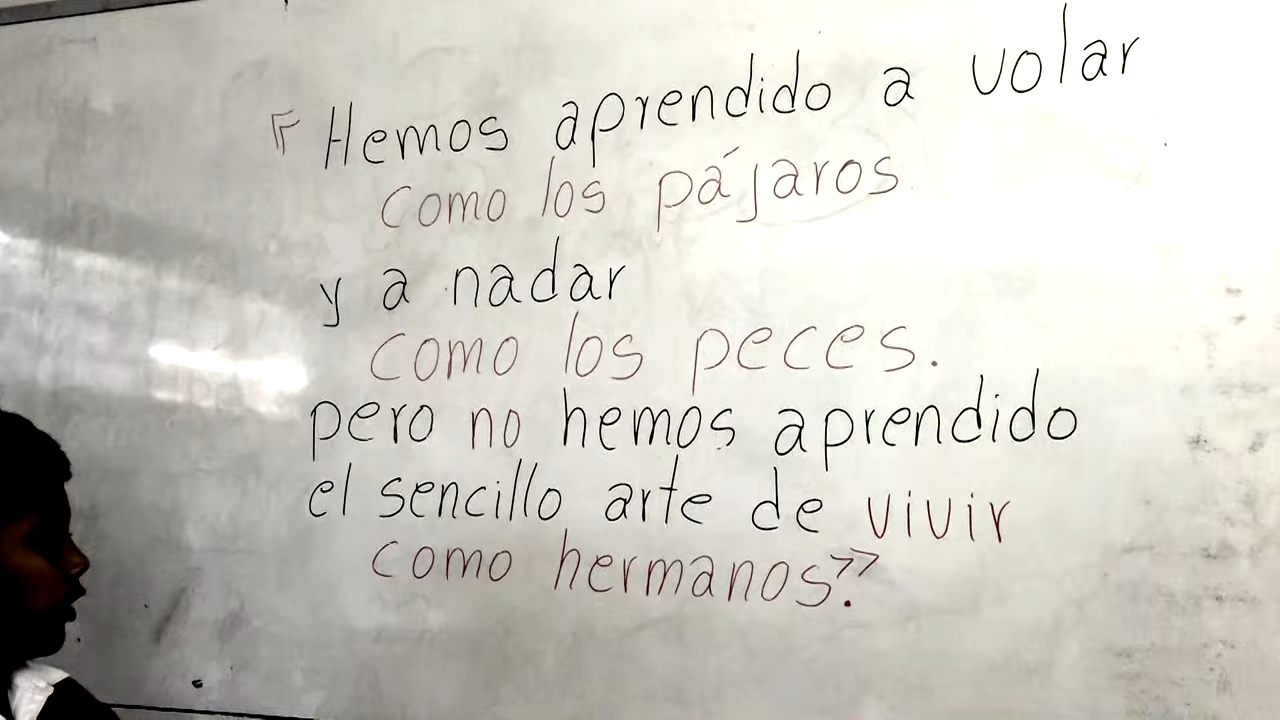 “Hemos aprendido a volar
como los pájaros
y a nadar
como los peces.
pero no hemos aprendido
el sencillo arte de vivir
como hermanos.”